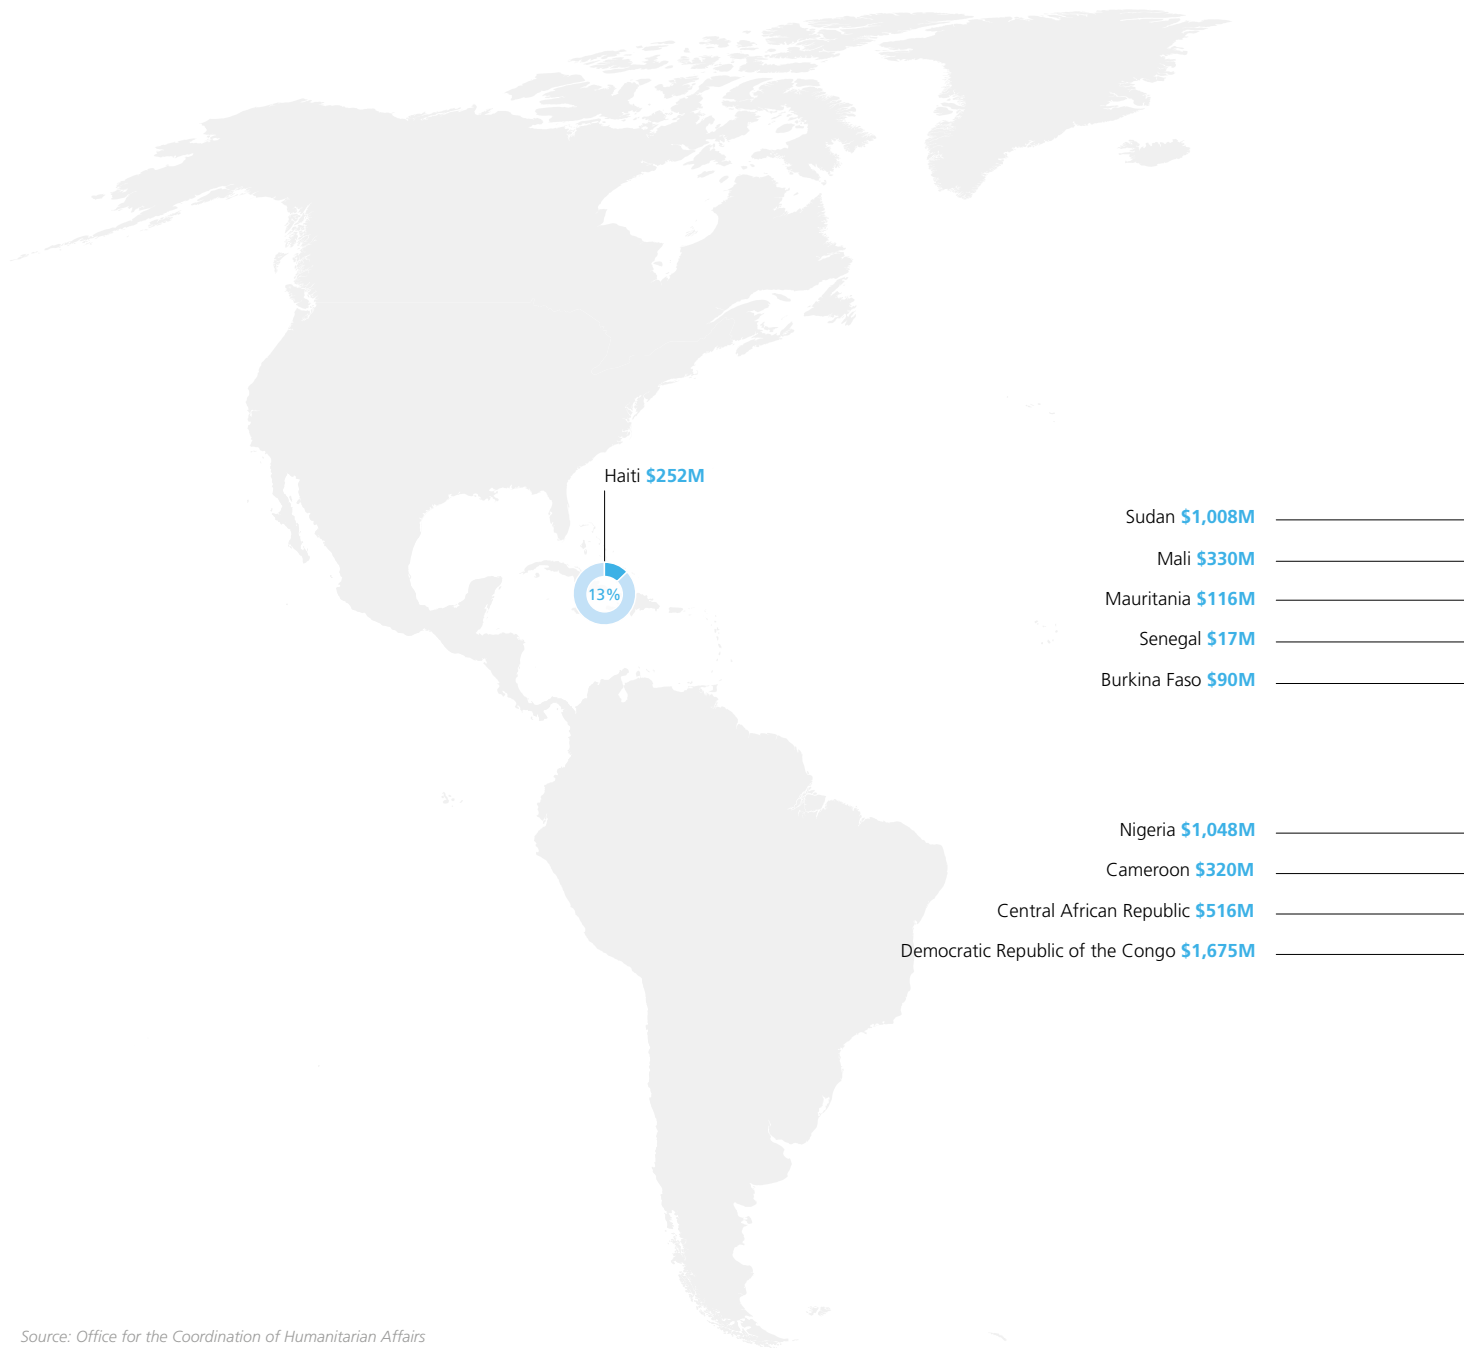 Haiti $252M
13%
Sudan $1,008M
Mali $330M
Mauritania $116M
Senegal $17M
Burkina Faso $90M
Nigeria $1,048M
Cameroon $320M
Central African Republic $516M
Democratic Republic of the Congo $1,675M
Source: Office for the Coordination of Humanitarian Affairs